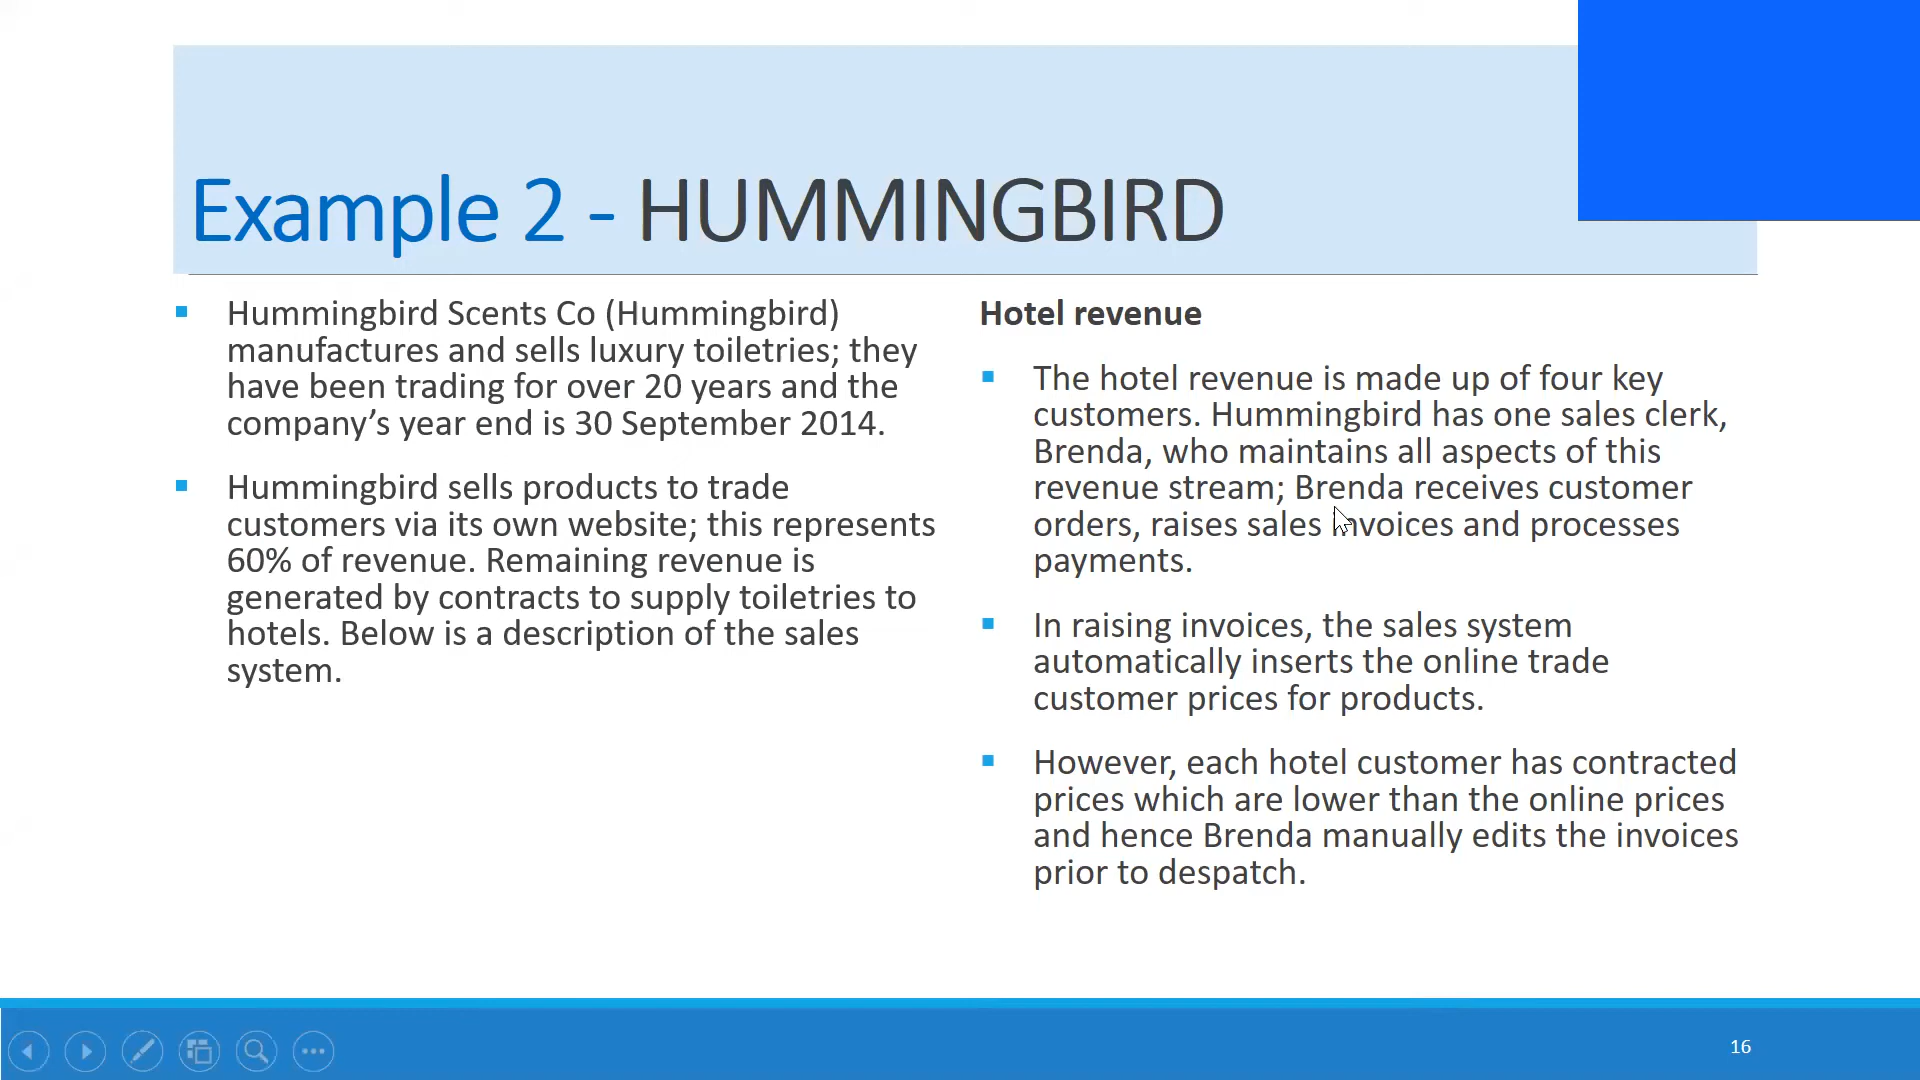 Example 2 - HUMMINGBIRD
Hummingbird Scents Co (Hummingbird)
manufactures and sells luxury toiletries; they
have been trading for over 20 years and the
company’s year end is 30 September 2014.
Hummingbird sells products to trade
customers via its own website; this represents
60% of revenue. Remaining revenue is
generated by contracts to supply toiletries to
hotels. Below is a description of the sales
system.
Hotel revenue
The hotel revenue is made up of four key
customers. Hummingbird has one sales clerk,
Brenda, who maintains all aspects of this
revenue stream; Brenda receives customer
orders, raises sales invoices and processes
payments.
In raising invoices, the sales system
automatically inserts the online trade
customer prices for products.
However, each hotel customer has contracted
prices which are lower than the online prices
and hence Brenda manually edits the invoices
prior to despatch.
16